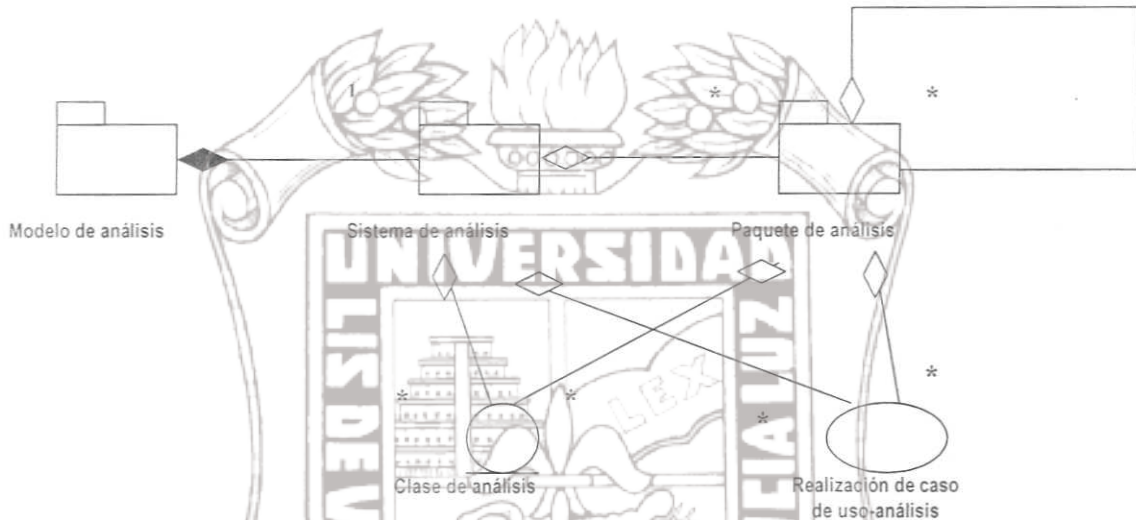 1 * *
Modelo de análisis
Sistema de análisis
Paquete de análisis
UNIVERSIDAD
LEX
*
* * *
Clase de análisis
Realización de caso
de uso-análisis